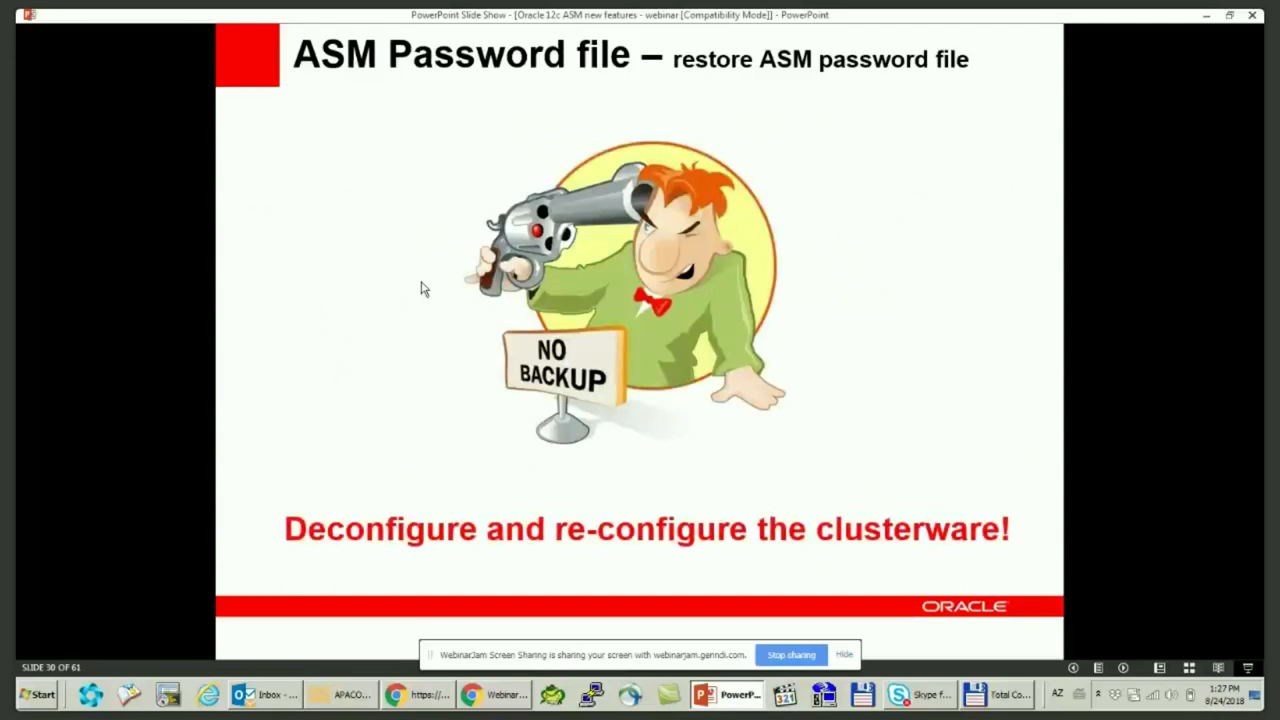 PowerPoint Slide Show - [Oracle 12c ASM new features - webinar [Compatibility Mode]] - PowerPoint
ASM Password file – restore ASM password file
NO
BACKUP
Deconfigure and re-configure the clusterware!
ORACLE
WebinarJam Screen Sharing is sharing your screen with webinarjam.genndi.com.
Stop sharing
Hide
SLIDE 30 OF 61
Start
Inbox - ...
APACO...
https://...
Webinar...
PowerP...
321
Skype f...
Total Co...
AZ
1:27 PM
8/24/2018